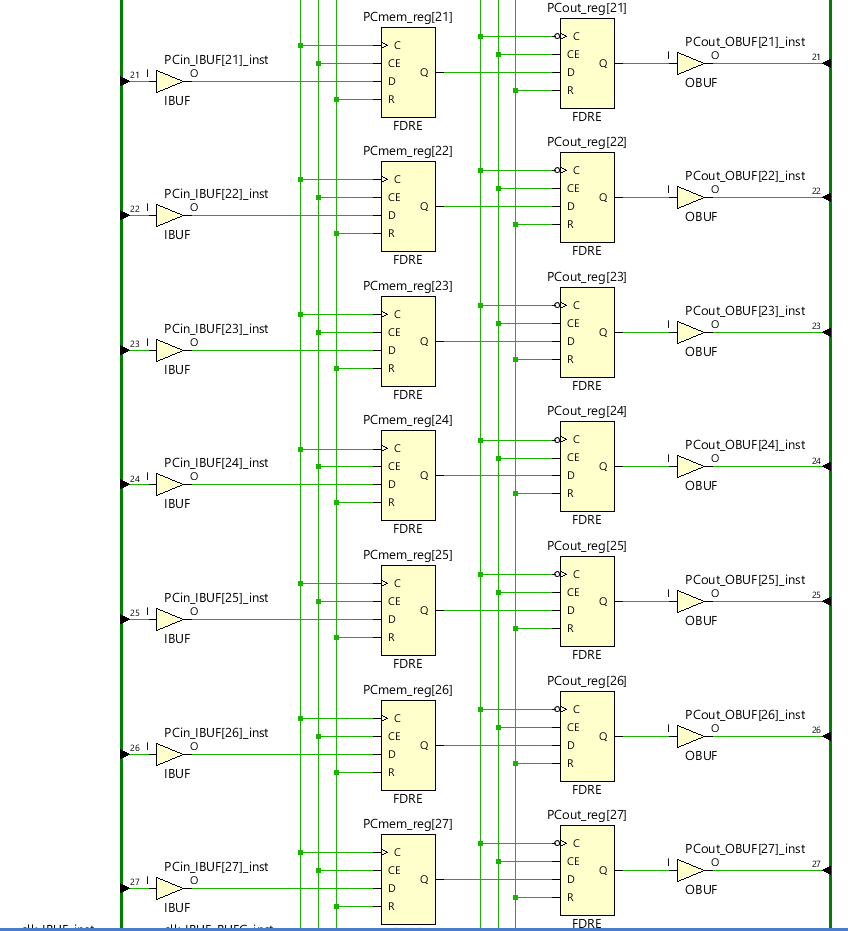 PCmem_reg[21]
PCout_reg[21]
PCin_IBUF[21]_inst
C
CE
D
R
Q
C
CE
D
R
Q
PCout_OBUF[21]_inst
21 I O
I O 21
IBUF
FDRE
FDRE
OBUF
PCmem_reg[22]
PCout_reg[22]
PCin_IBUF[22]_inst
C
CE
D
R
Q
C
CE
D
R
Q
PCout_OBUF[22]_inst
22 I O
I O 22
IBUF
FDRE
FDRE
OBUF
PCmem_reg[23]
PCout_reg[23]
PCin_IBUF[23]_inst
C
CE
D
R
Q
C
CE
D
R
Q
PCout_OBUF[23]_inst
23 I O
I O 23
IBUF
FDRE
FDRE
OBUF
PCmem_reg[24]
PCout_reg[24]
PCin_IBUF[24]_inst
C
CE
D
R
Q
C
CE
D
R
Q
PCout_OBUF[24]_inst
24 I O
I O 24
IBUF
FDRE
FDRE
OBUF
PCmem_reg[25]
PCout_reg[25]
PCin_IBUF[25]_inst
C
CE
D
R
Q
C
CE
D
R
Q
PCout_OBUF[25]_inst
25 I O
I O 25
IBUF
FDRE
FDRE
OBUF
PCmem_reg[26]
PCout_reg[26]
PCin_IBUF[26]_inst
C
CE
D
R
Q
C
CE
D
R
Q
PCout_OBUF[26]_inst
26 I O
I O 26
IBUF
FDRE
FDRE
OBUF
PCmem_reg[27]
PCout_reg[27]
PCin_IBUF[27]_inst
C
CE
D
R
Q
C
CE
D
R
Q
PCout_OBUF[27]_inst
27 I O
I O 27
IBUF
FDRE
OBUF